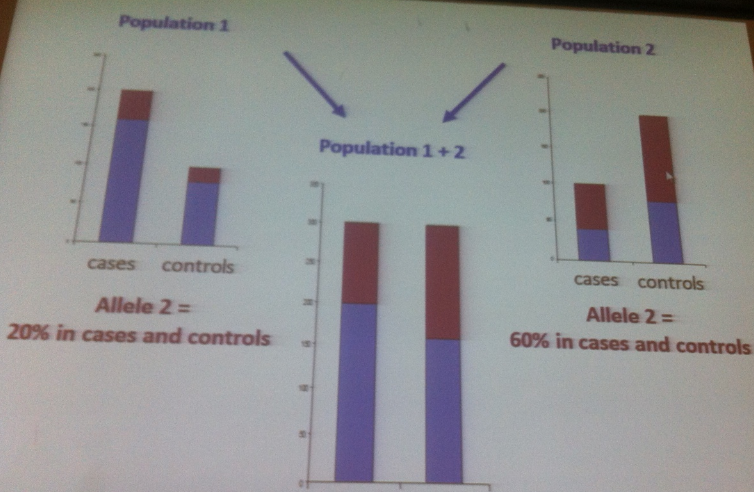 Population 1
Population 2
Population 1 + 2
cases controls
cases controls
Allele 2 =
20% in cases and controls
Allele 2 =
60% in cases and controls